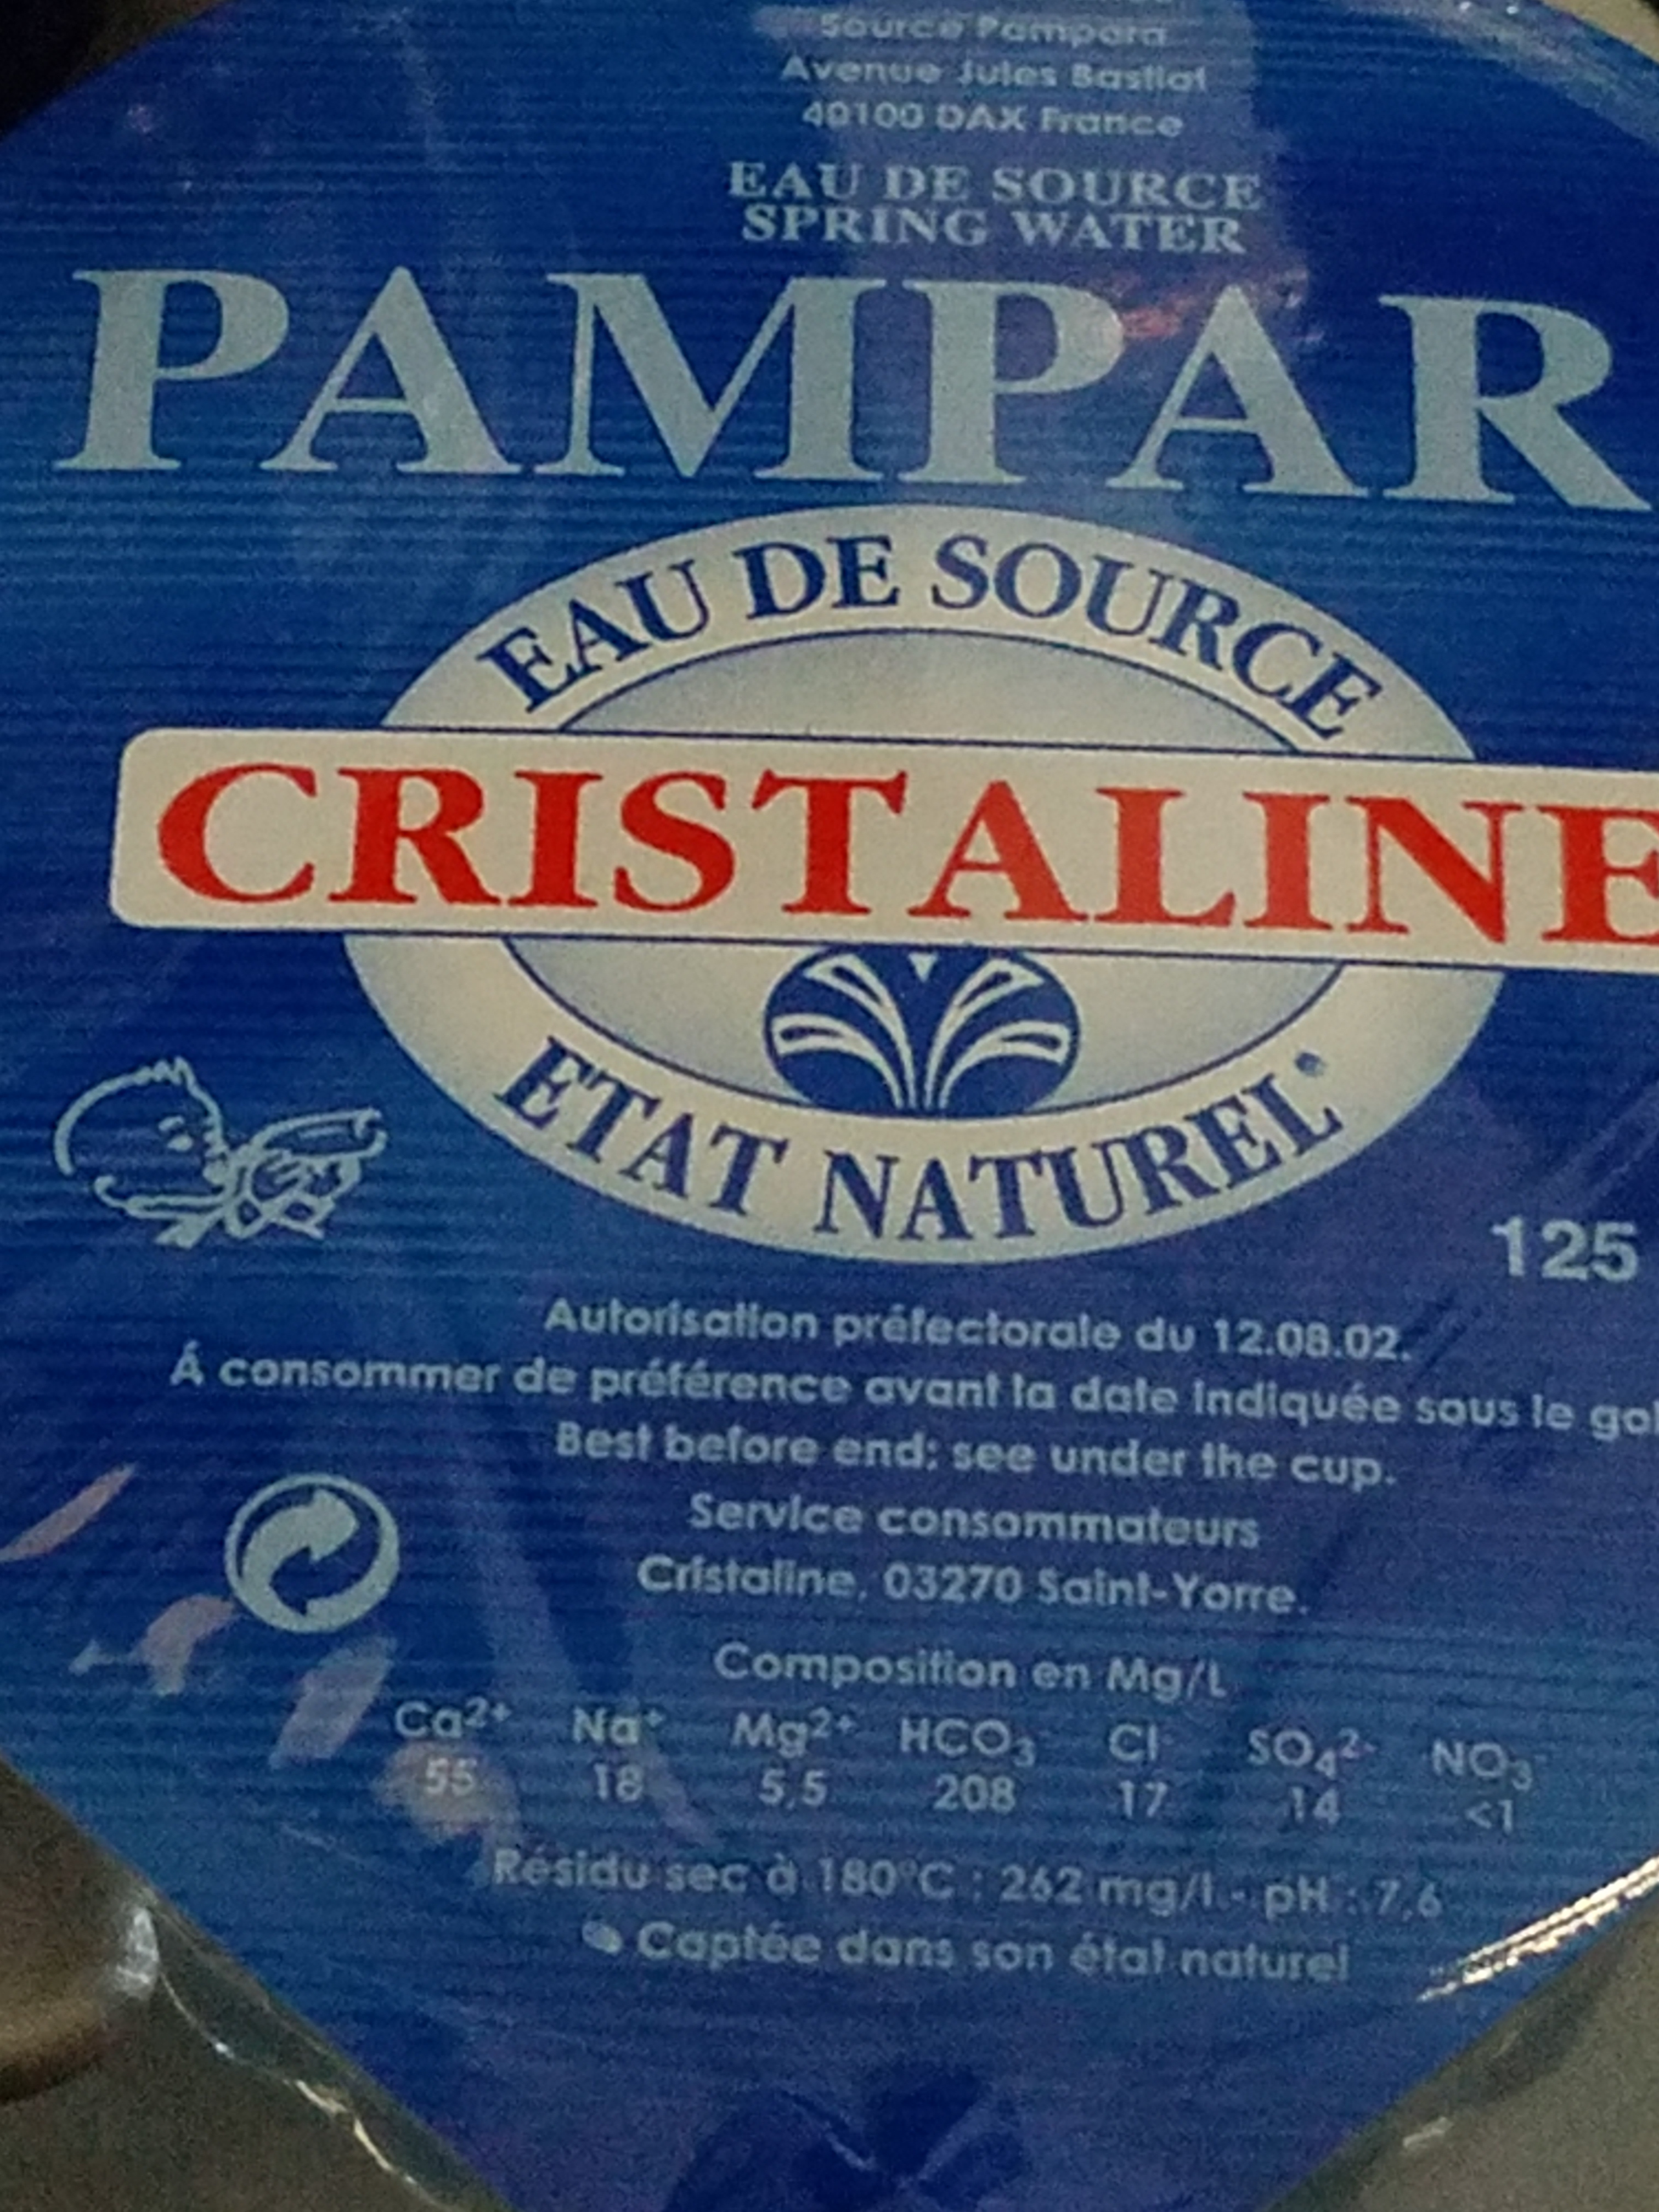 Source Pampara
Avenue Jules Bastiat
40100 DAX France
EAU DE SOURCE
SPRING WATER
PAMPAR
EAU DE SOURCE
CRISTALINE
ETAT NATUREL
125
Autorisation préfectorale du 12.08.02.
Á consommer de préférence avant la date indiquée sous le gob
Best before end: see under the cup.
Service consommateurs
Cristaline, 03270 Saint-Yorre.
Composition en Mg/L
Ca2+ Na+ Mg2+ HCO3- Cl- SO42- NO3-
55 18 5,5 208 17 14 <1
Résidu sec à 180°C : 262 mg/l - pH : 7,6
Captée dans son état naturel